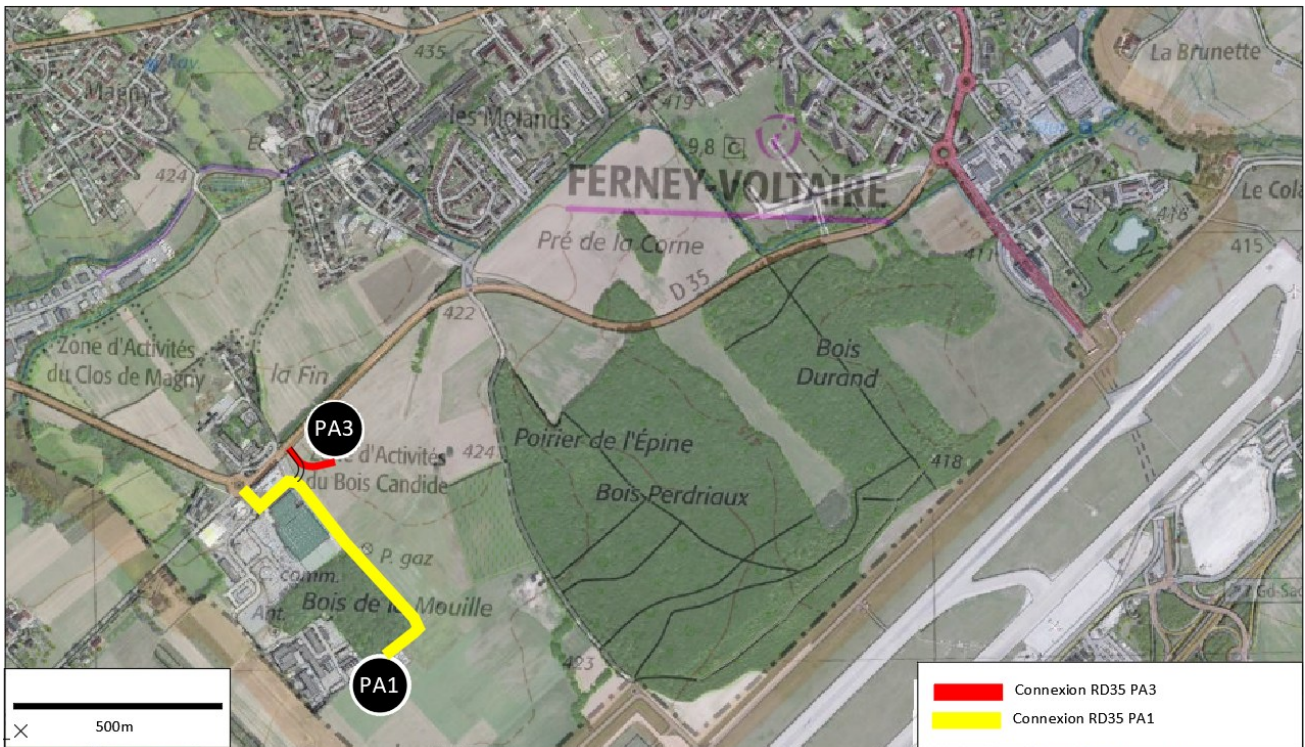 435
La Brunette
Magny
les Molands
419
9,8 C
424
FERNEY-VOLTAIRE
Le Cola
418
Pré de la Corne
410
415
411
D 35
422
Zone d'Activités
du Clos de Magny
la Fin
Bois
Durand
PA3
d'Activités
du Bois Candide
424
Poirier de l'Épine
418
Bois Perdriaux
P. gaz
C. comm.
Ant.
Bois de la Mouille
423
PA1
500m
Connexion RD35 PA3
Connexion RD35 PA1